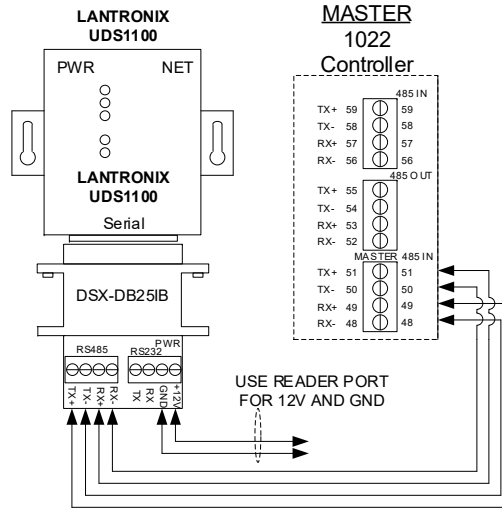 LANTRONIX
UDS1100
PWR NET
LANTRONIX
UDS1100
Serial
DSX-DB25IB
RS485 RS232 PWR
TX+ TX- RX+ RX- TX RX GND +12V
USE READER PORT
FOR 12V AND GND
MASTER
1022
Controller
485 IN
TX+ 59 59
TX- 58 58
RX+ 57 57
RX- 56 56
485 OUT
TX+ 55
TX- 54
RX+ 53
RX- 52
MASTER 485 IN
TX+ 51 51
TX- 50 50
RX+ 49 49
RX- 48 48